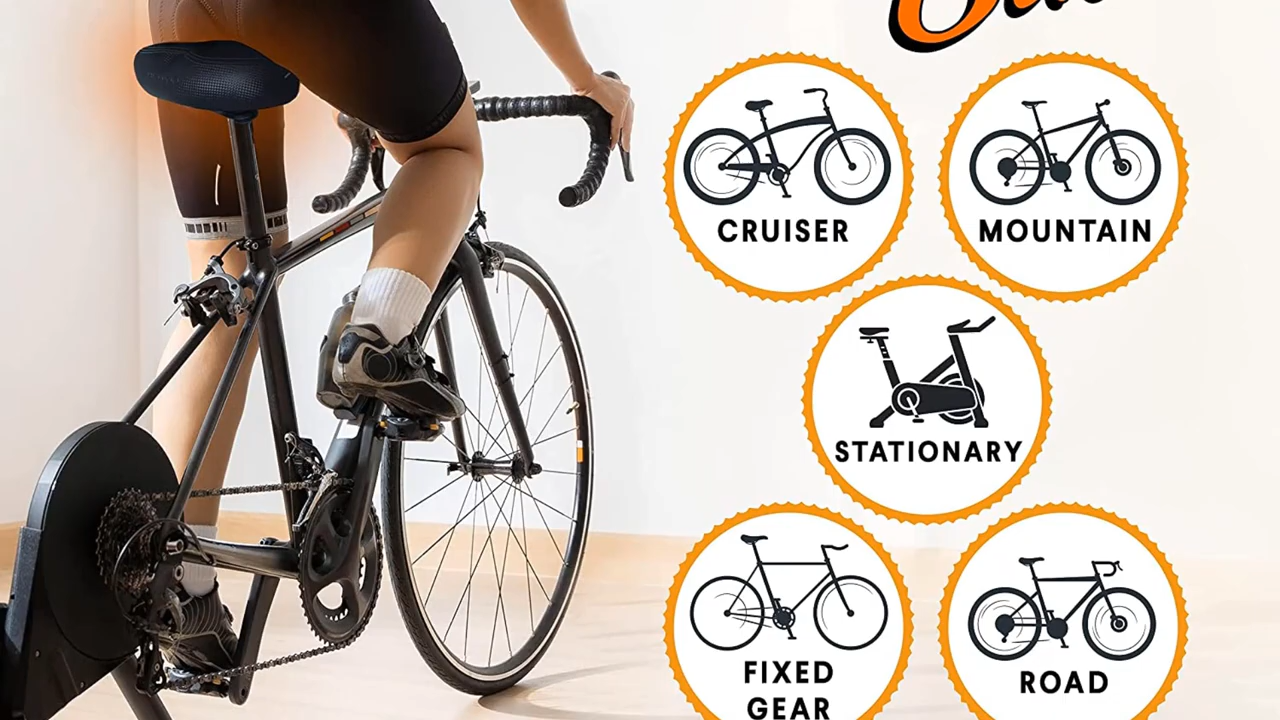 CRUISER
MOUNTAIN
STATIONARY
FIXED
GEAR
ROAD